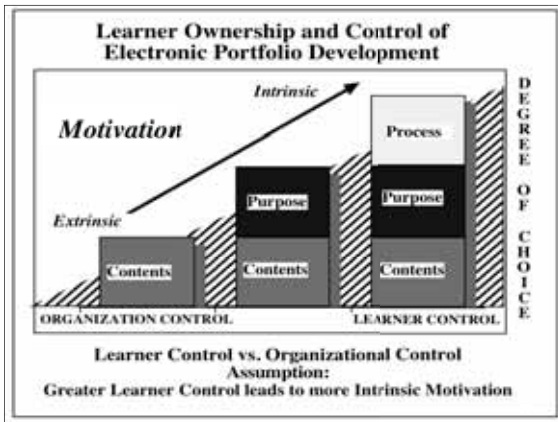 Learner Ownership and Control of
Electronic Portfolio Development
Intrinsic
Motivation
Process
Extrinsic
Purpose
Purpose
Contents
Contents
Contents
DEGREE OF CHOICE
ORGANIZATION CONTROL
LEARNER CONTROL
Learner Control vs. Organizational Control
Assumption:
Greater Learner Control leads to more Intrinsic Motivation